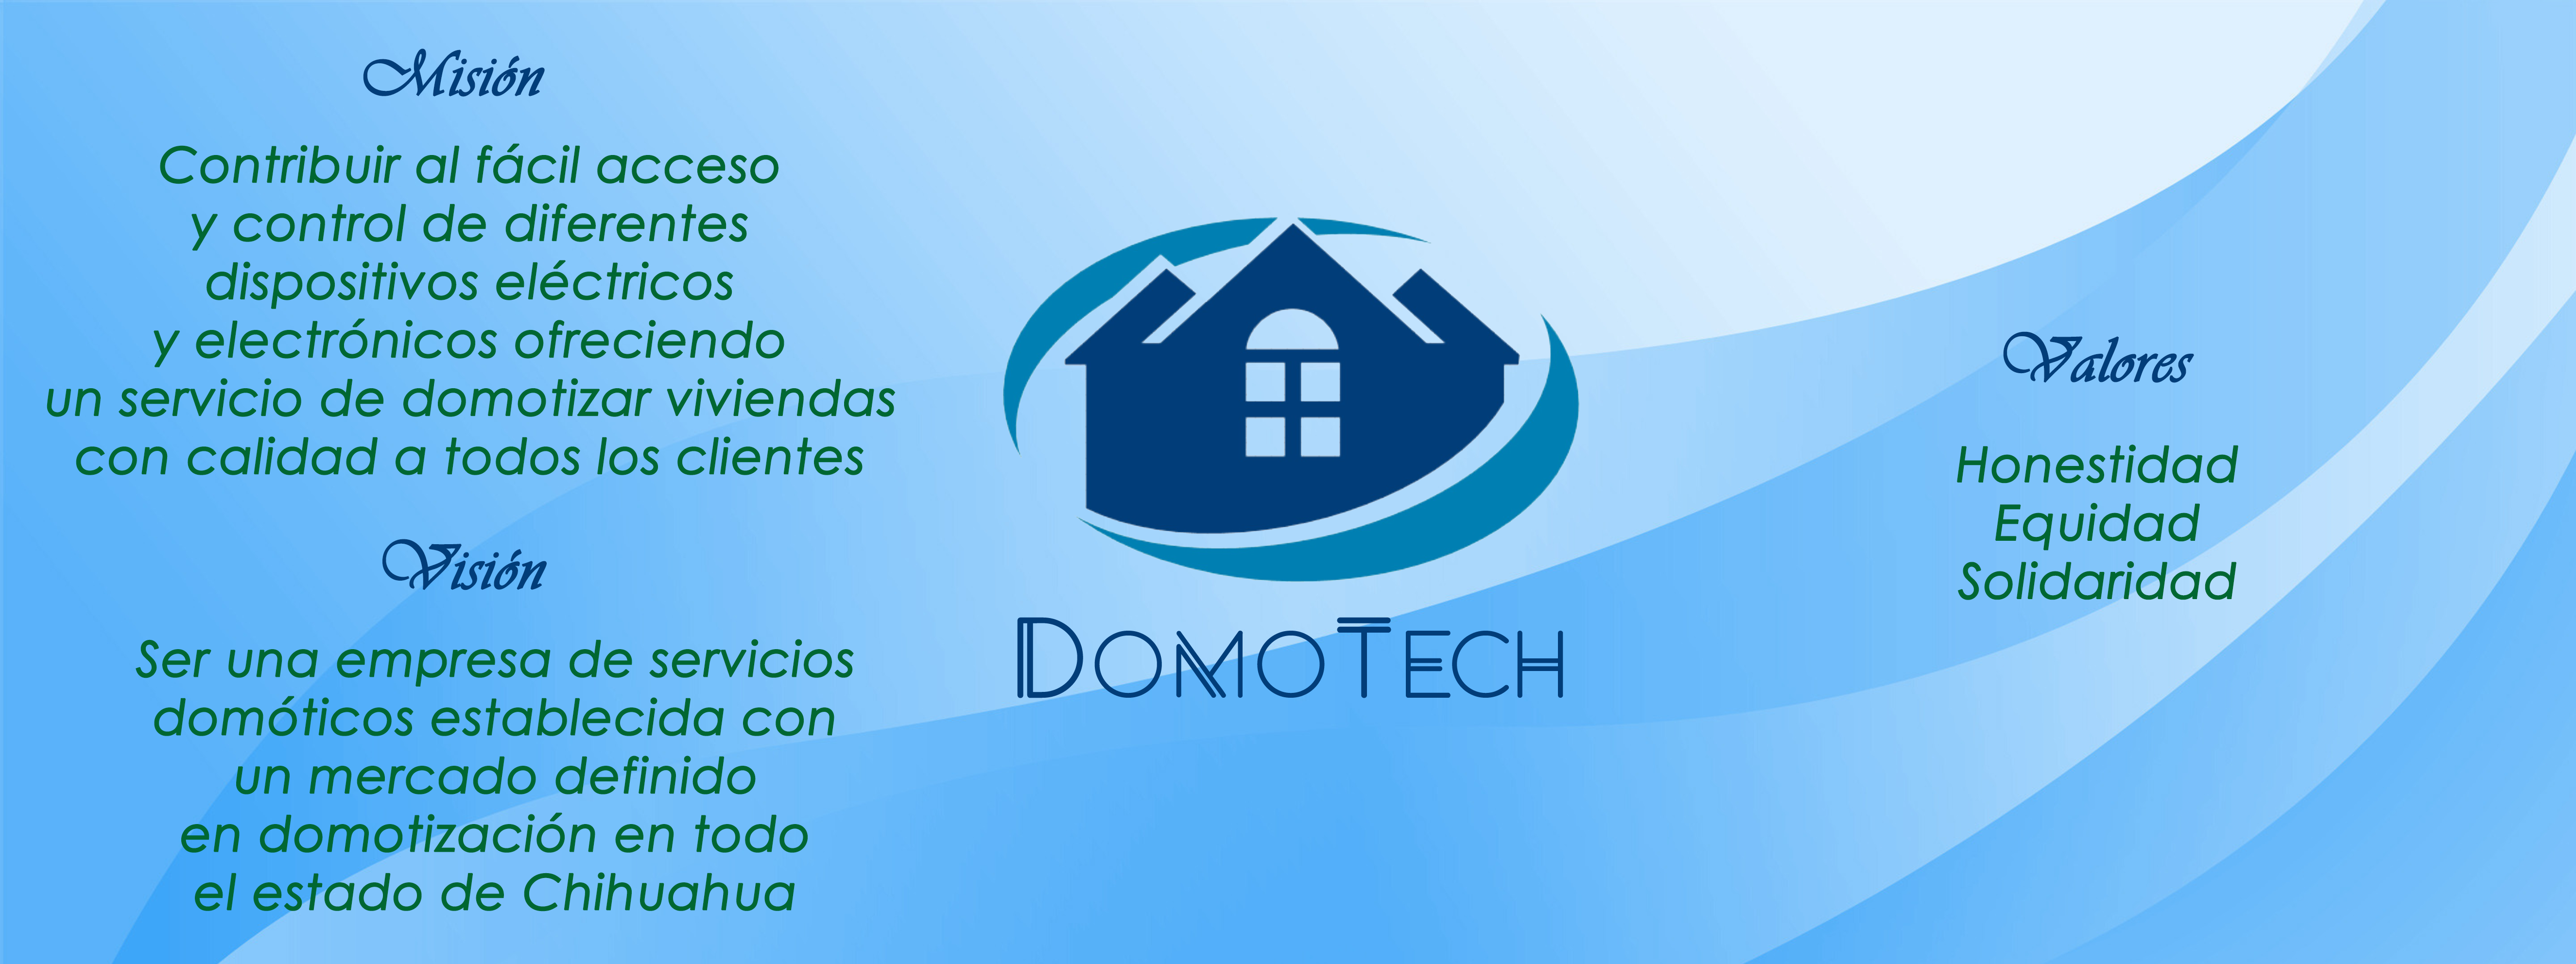 Misión
Contribuir al fácil acceso
y control de diferentes
dispositivos eléctricos
y electrónicos ofreciendo
un servicio de domotizar viviendas
con calidad a todos los clientes
Visión
Ser una empresa de servicios
domóticos establecida con
un mercado definido
en domotización en todo
el estado de Chihuahua
DomoTech
Valores
Honestidad
Equidad
Solidaridad